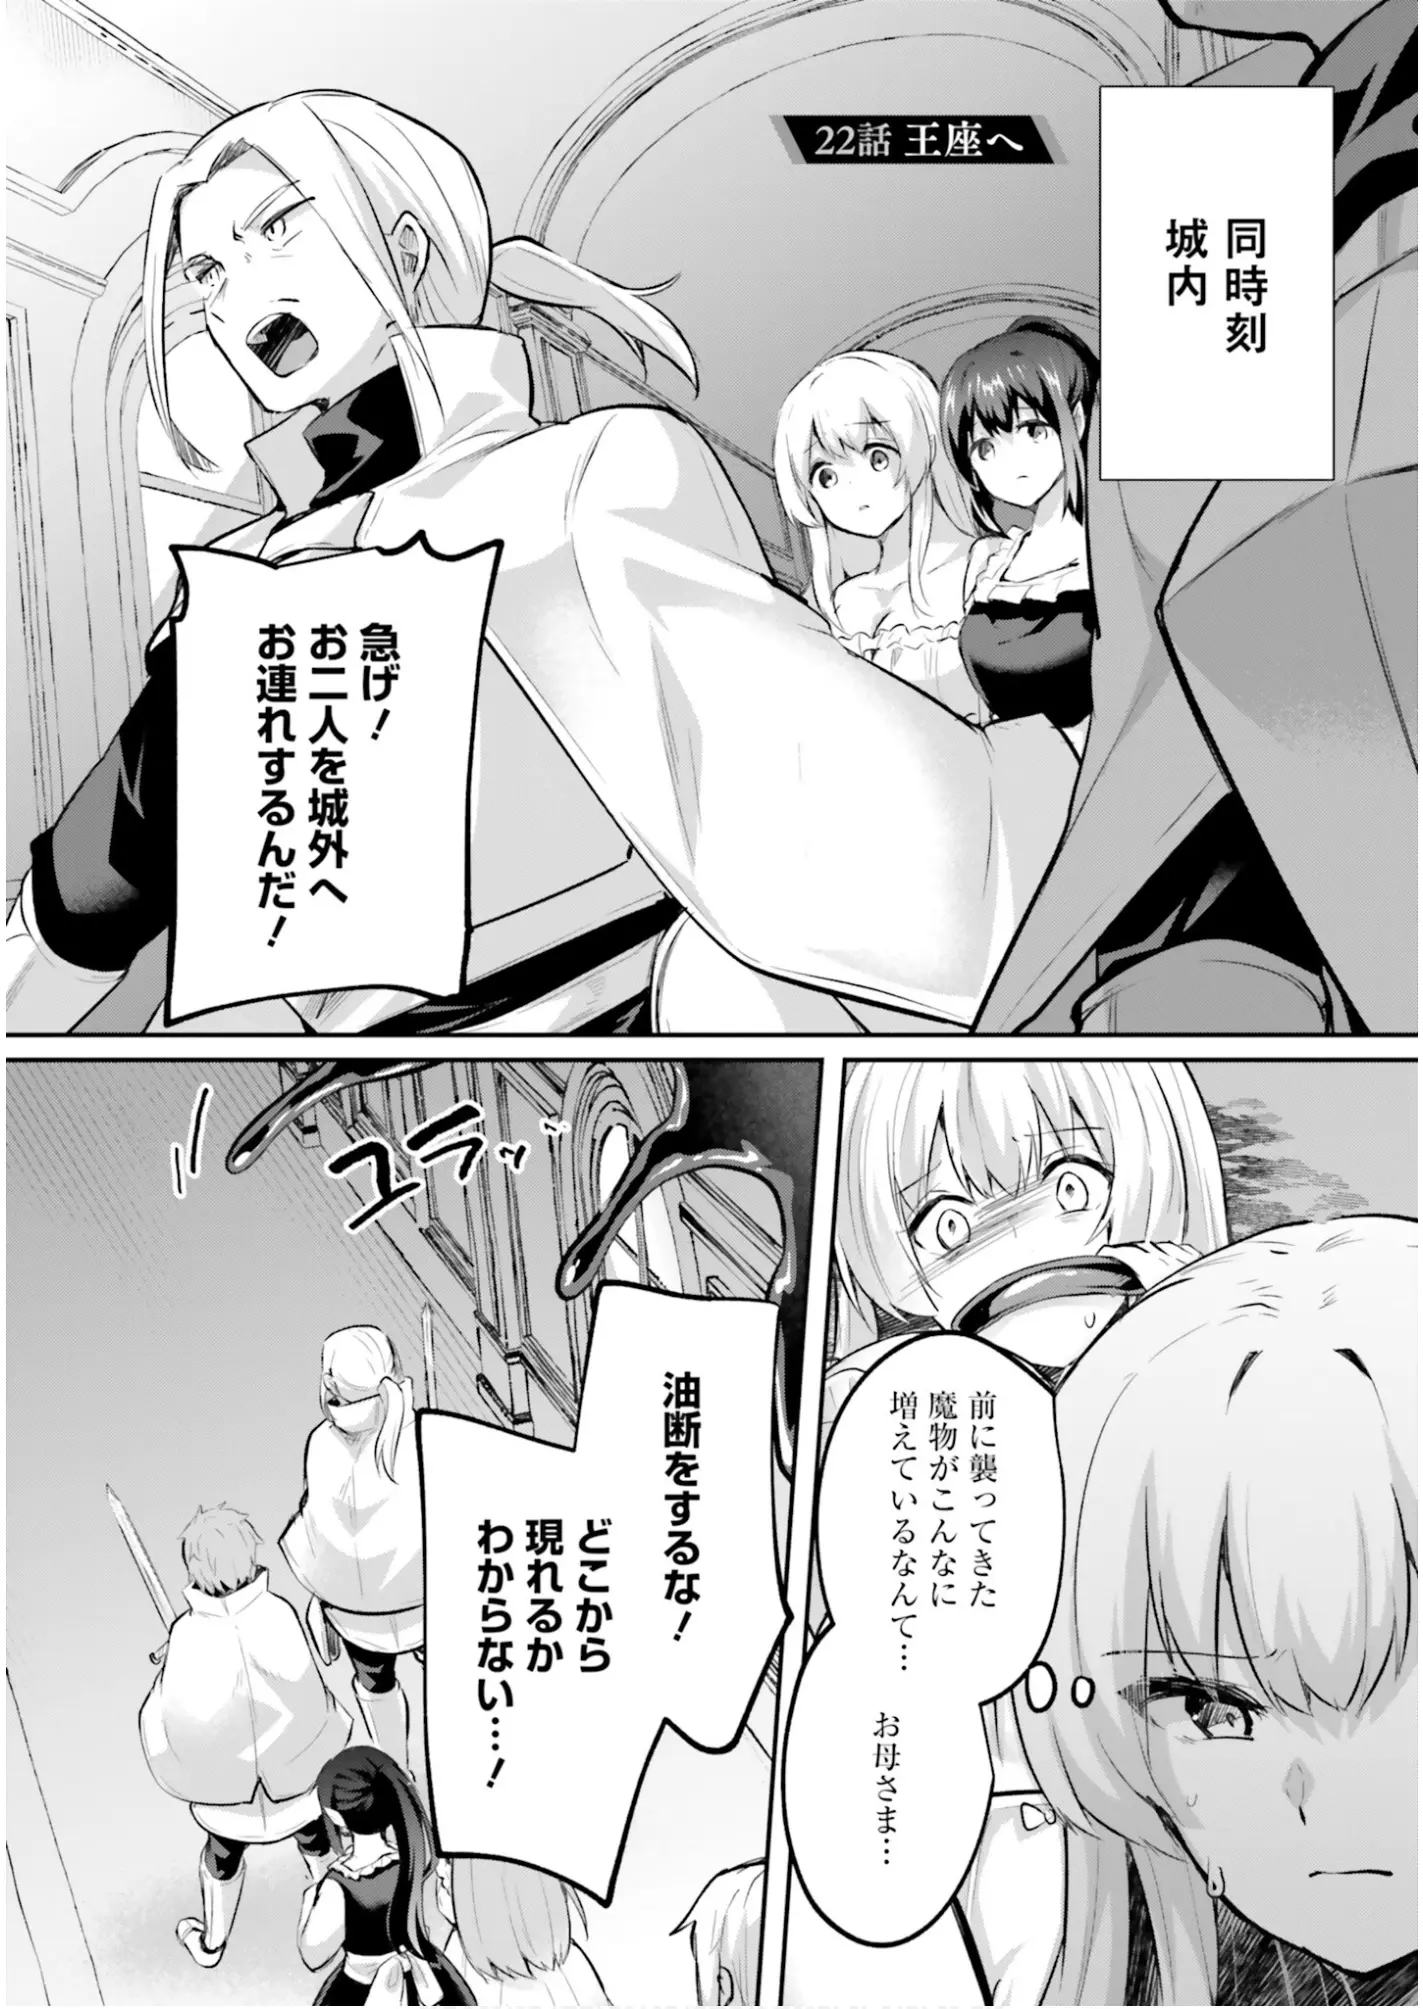 22話 王座へ
同時刻
城内
急げ！
お二人を城外へ
お連れするんだ！
前に襲ってきた
魔物がこんなに
増えているなんて…
お母さま…
ユラッ
油断をするな！
どこから
現れるか
わからない…！